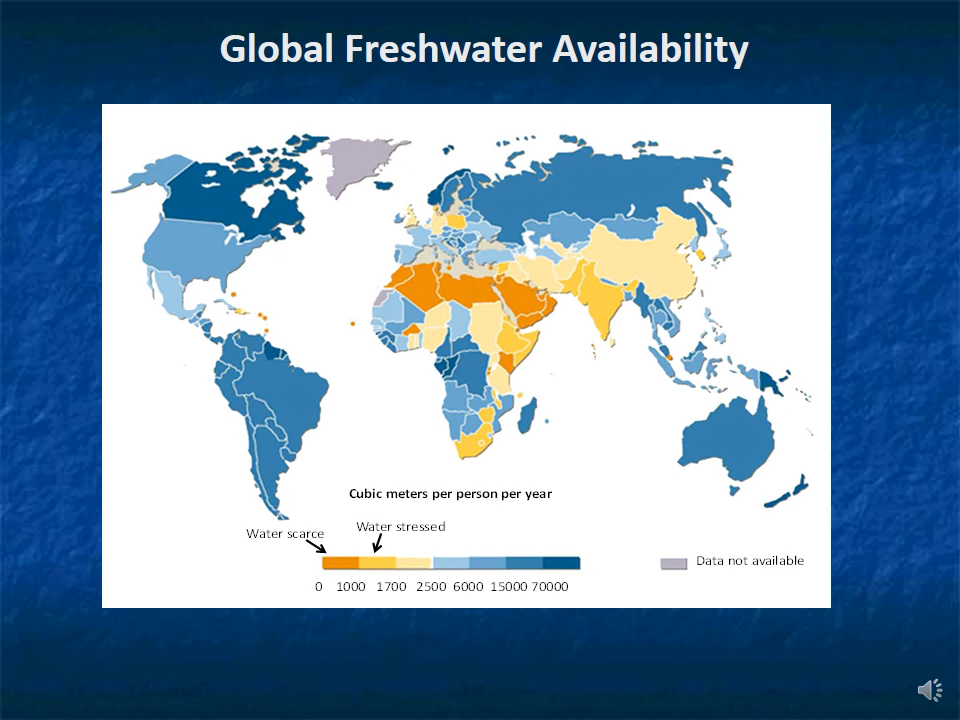 Global Freshwater Availability
Cubic meters per person per year
Water scarce
Water stressed
0 1000 1700 2500 6000 15000 70000
Data not available